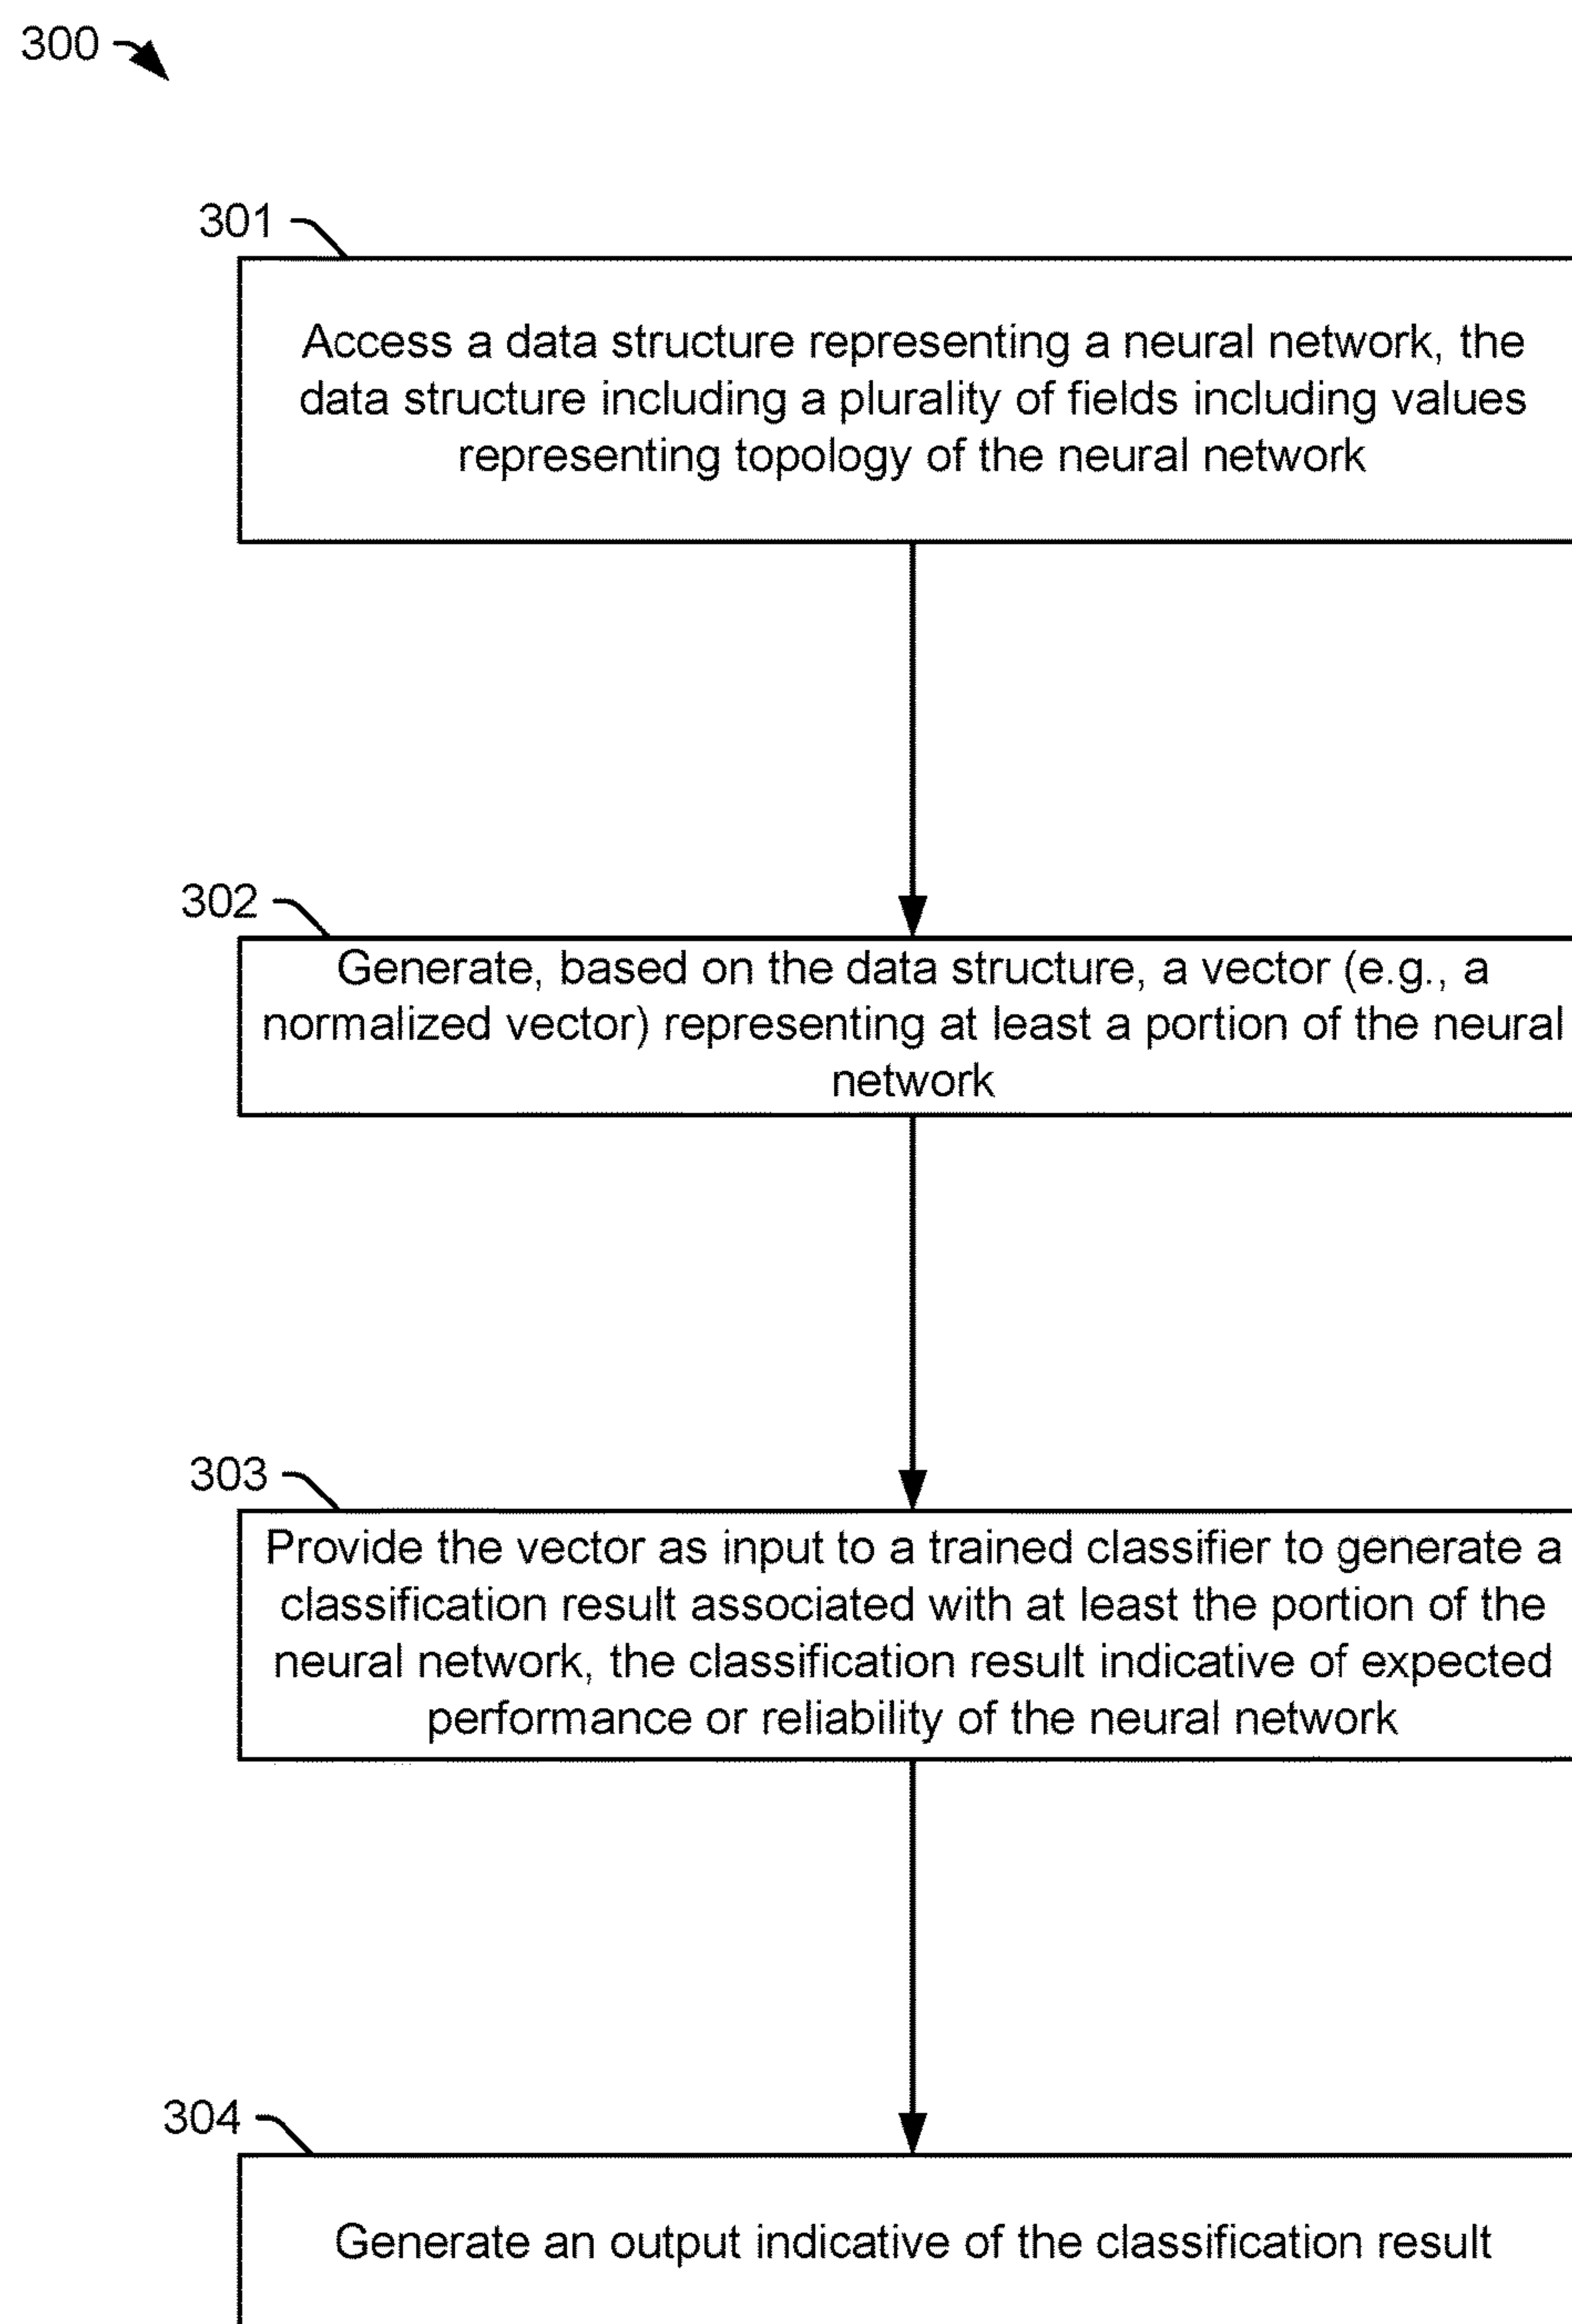 300
301
Access a data structure representing a neural network, the
data structure including a plurality of fields including values
representing topology of the neural network
302
Generate, based on the data structure, a vector (e.g., a
normalized vector) representing at least a portion of the neural
network
303
Provide the vector as input to a trained classifier to generate a
classification result associated with at least the portion of the
neural network, the classification result indicative of expected
performance or reliability of the neural network
304
Generate an output indicative of the classification result